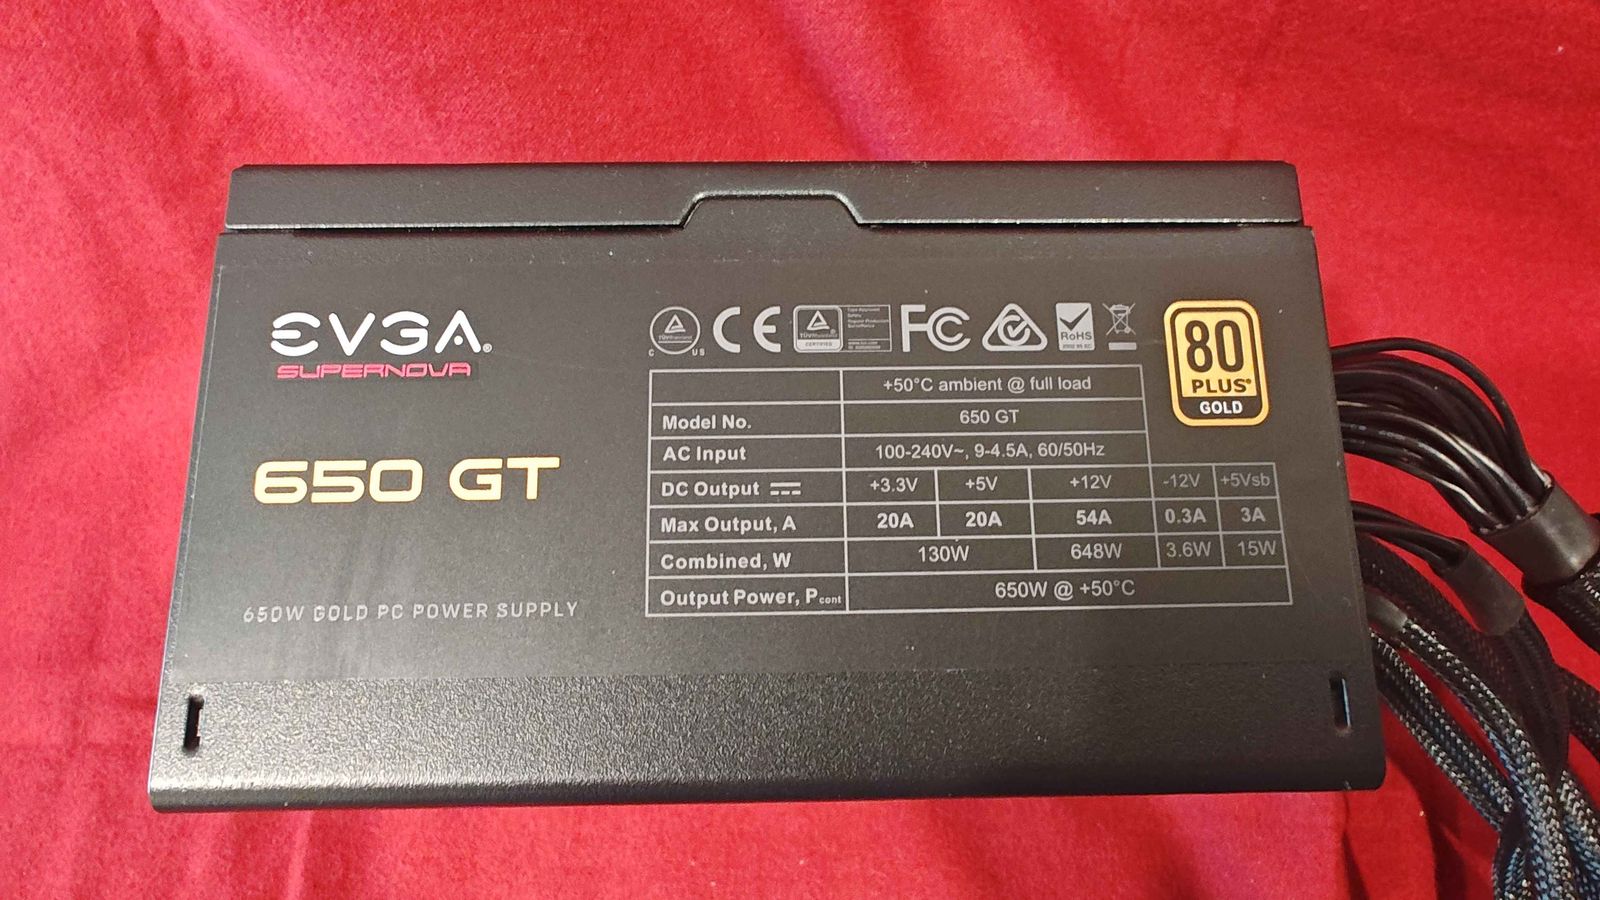 EVGA®
SUPERNOVA
650 GT
650W GOLD PC POWER SUPPLY
C US
CE
CERTIFIED
FC
RoHS
80
PLUS®
GOLD
+50°C ambient @ full load
Model No. 650 GT
AC Input 100-240V~, 9-4.5A, 60/50Hz
DC Output +3.3V +5V +12V -12V +5Vsb
Max Output, A 20A 20A 54A 0.3A 3A
Combined, W 130W 648W 3.6W 15W
Output Power, Pcont 650W @ +50°C